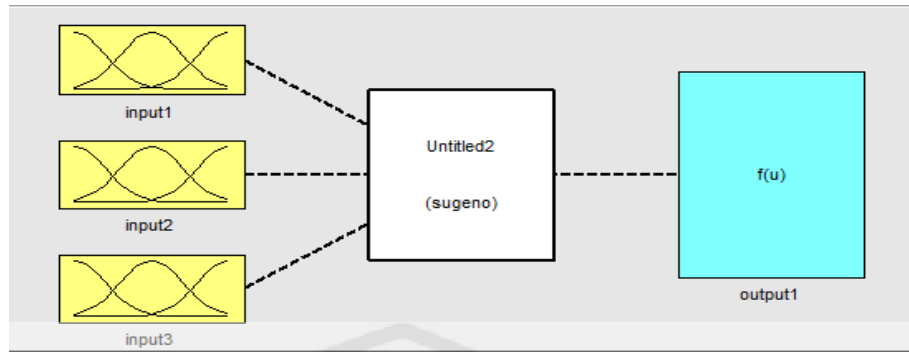 input1
input2
input3
Untitled2
(sugeno)
f(u)
output1